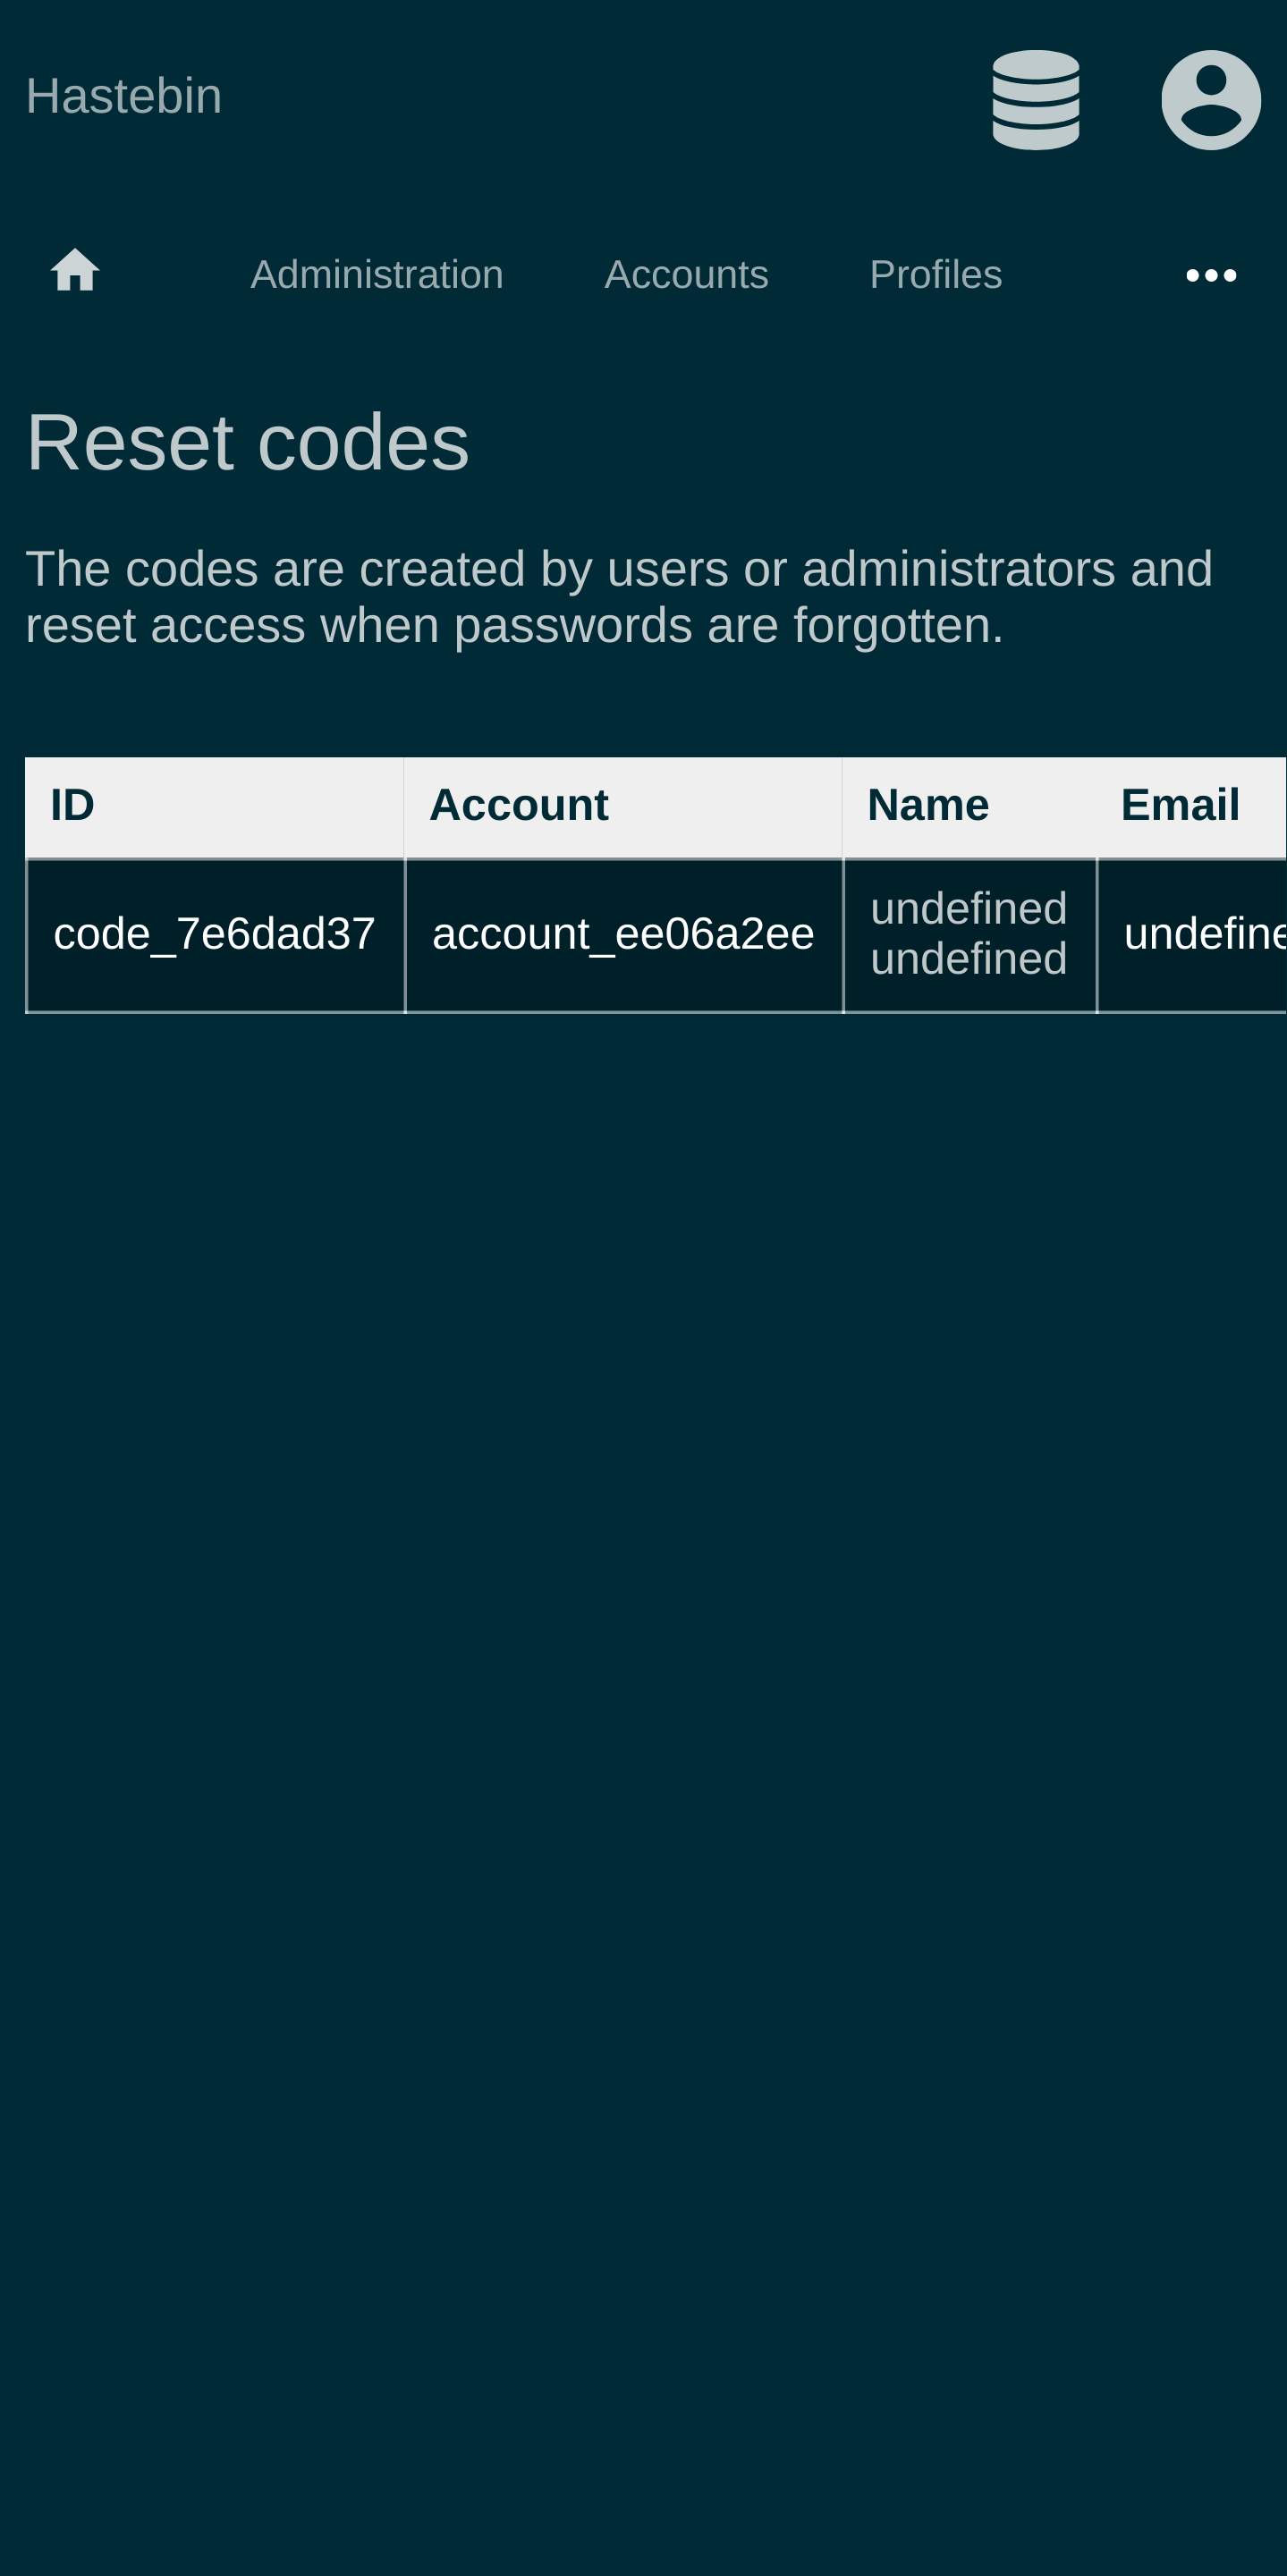 Hastebin
Administration Accounts Profiles
Reset codes
The codes are created by users or administrators and
reset access when passwords are forgotten.
ID Account Name Email
code_7e6dad37 account_ee06a2ee undefined undefine
undefined